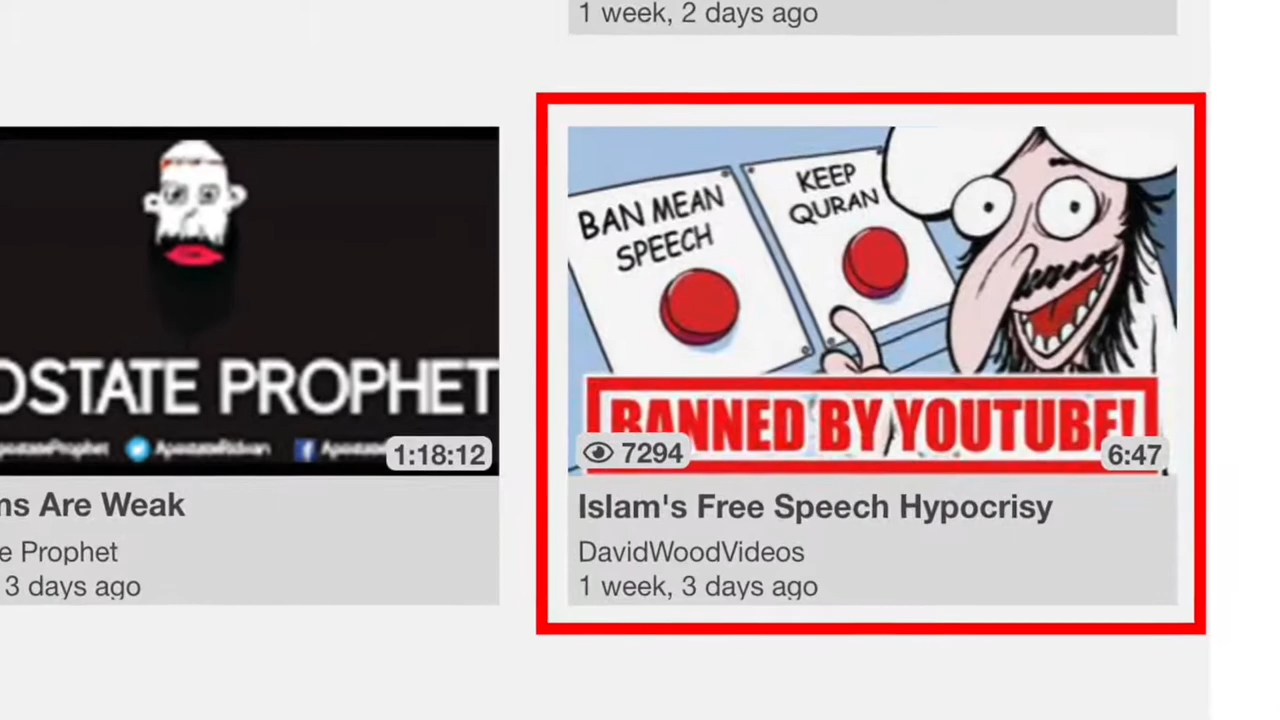 1 week, 2 days ago
OSTATE PROPHET
1:18:12
ms Are Weak
e Prophet
3 days ago
BAN MEAN
SPEECH
KEEP
QURAN
BANNED BY YOUTUBE!
7294
6:47
Islam's Free Speech Hypocrisy
DavidWoodVideos
1 week, 3 days ago